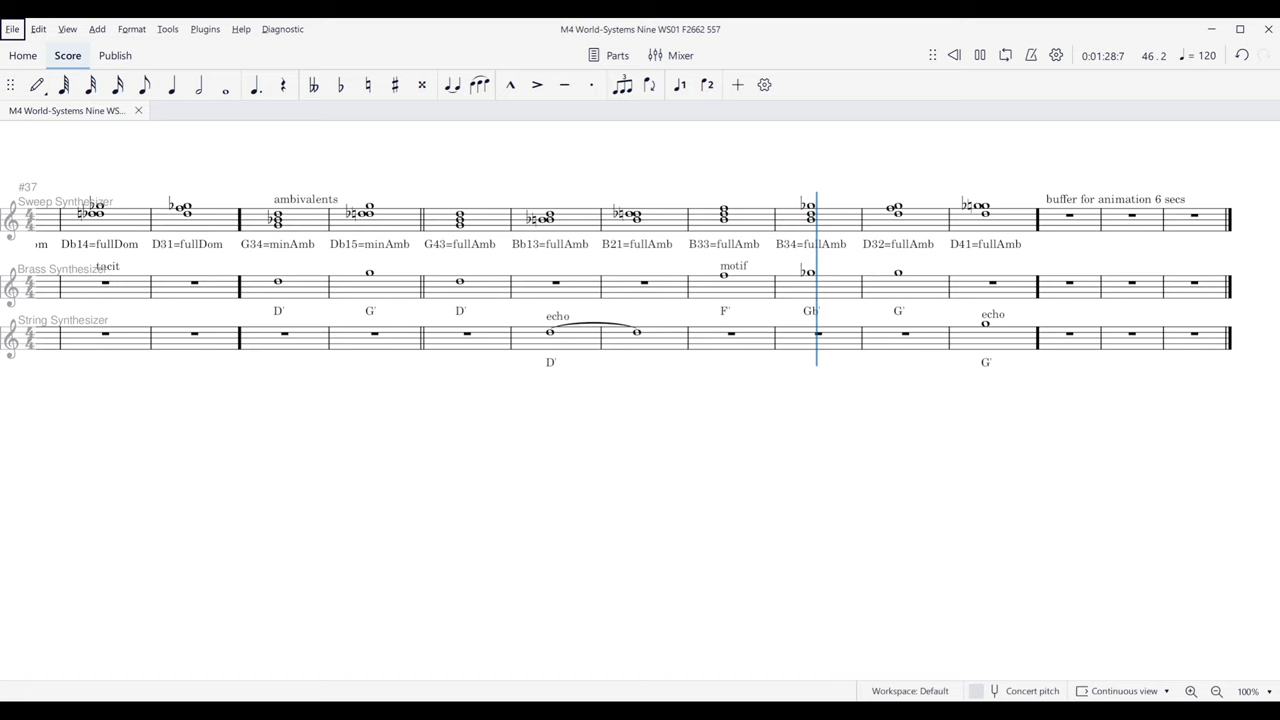 File Edit View Add Format Tools Plugins Help Diagnostic M4 World-Systems Nine WS01 F2662 557
Home Score Publish Parts Mixer 0:01:28:7 46 . 2 = 120
M4 World-Systems Nine WS...
#37
Sweep Synthesizer ambivalents buffer for animation 6 secs
om Db14=fullDom D31=fullDom G34=minAmb Db15=minAmb G43=fullAmb Bb13=fullAmb B21=fullAmb B33=fullAmb B34=fullAmb D32=fullAmb D41=fullAmb
Brass Synthesizer tacit motif
D' G' D' F' Gb' G'
String Synthesizer echo echo
D' G'
Workspace: Default Concert pitch Continuous view 100%